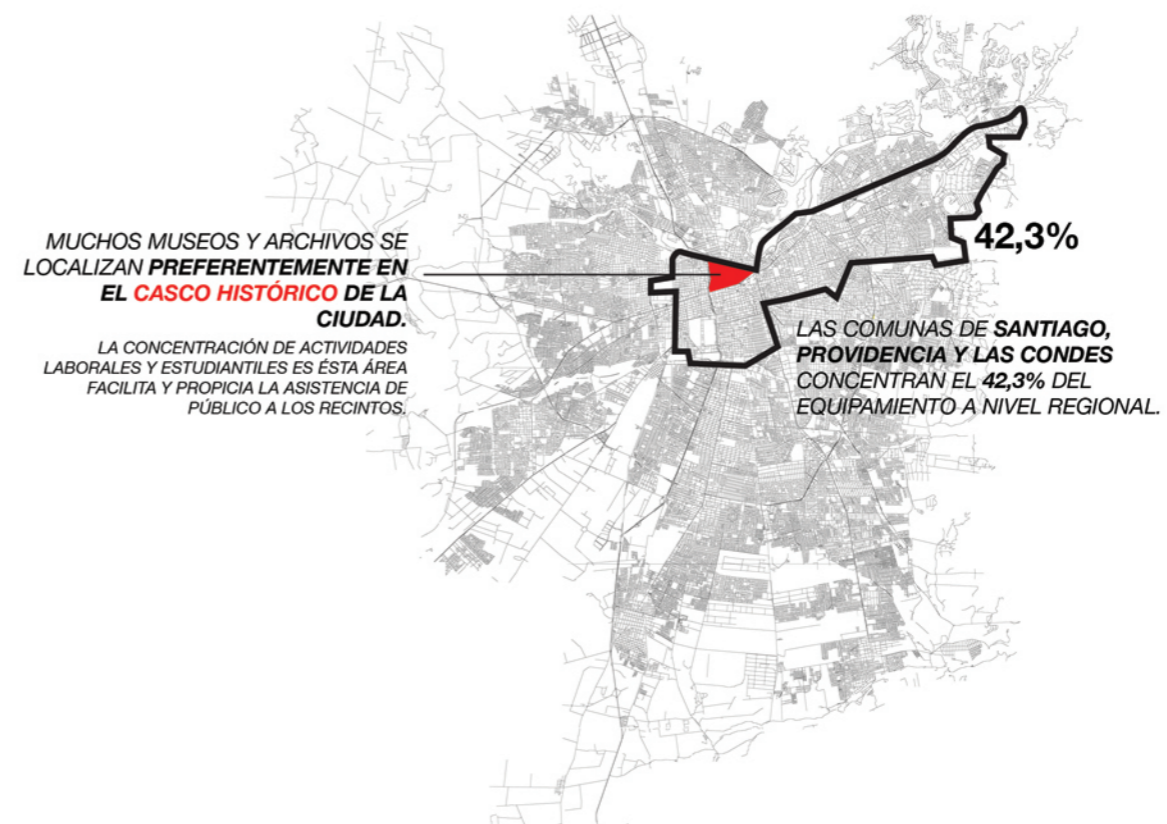 MUCHOS MUSEOS Y ARCHIVOS SE
LOCALIZAN PREFERENTEMENTE EN
EL CASCO HISTÓRICO DE LA
CIUDAD.
LA CONCENTRACIÓN DE ACTIVIDADES
LABORALES Y ESTUDIANTILES ES ÉSTA ÁREA
FACILITA Y PROPICIA LA ASISTENCIA DE
PÚBLICO A LOS RECINTOS.
42,3%
LAS COMUNAS DE SANTIAGO,
PROVIDENCIA Y LAS CONDES
CONCENTRAN EL 42,3% DEL
EQUIPAMIENTO A NIVEL REGIONAL.